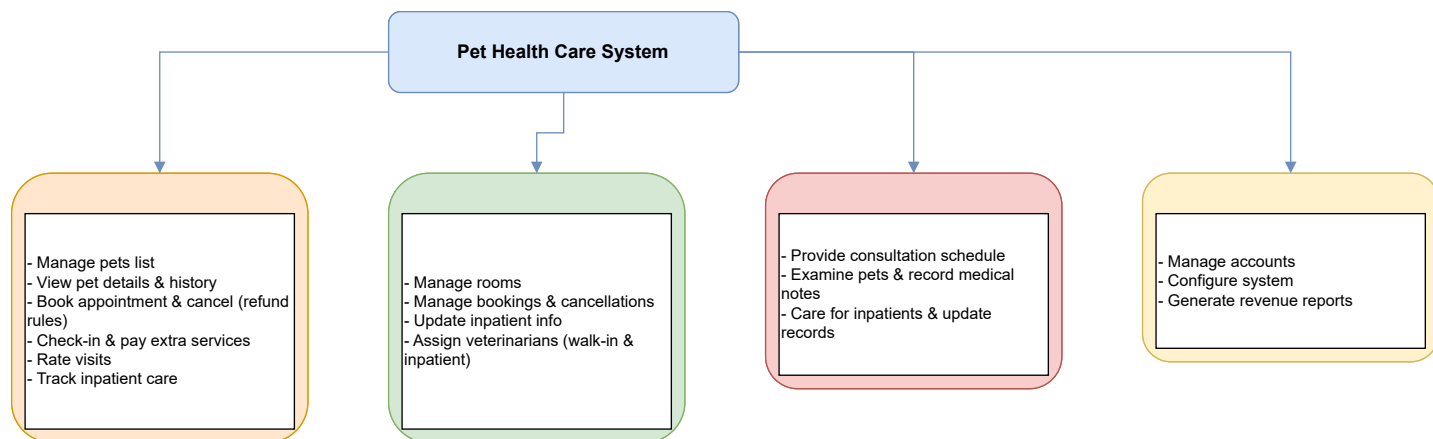 Pet Health Care System
- Manage pets list
- View pet details & history
- Book appointment & cancel (refund
rules)
- Check-in & pay extra services
- Rate visits
- Track inpatient care
- Manage rooms
- Manage bookings & cancellations
- Update inpatient info
- Assign veterinarians (walk-in &
inpatient)
- Provide consultation schedule
- Examine pets & record medical
notes
- Care for inpatients & update
records
- Manage accounts
- Configure system
- Generate revenue reports